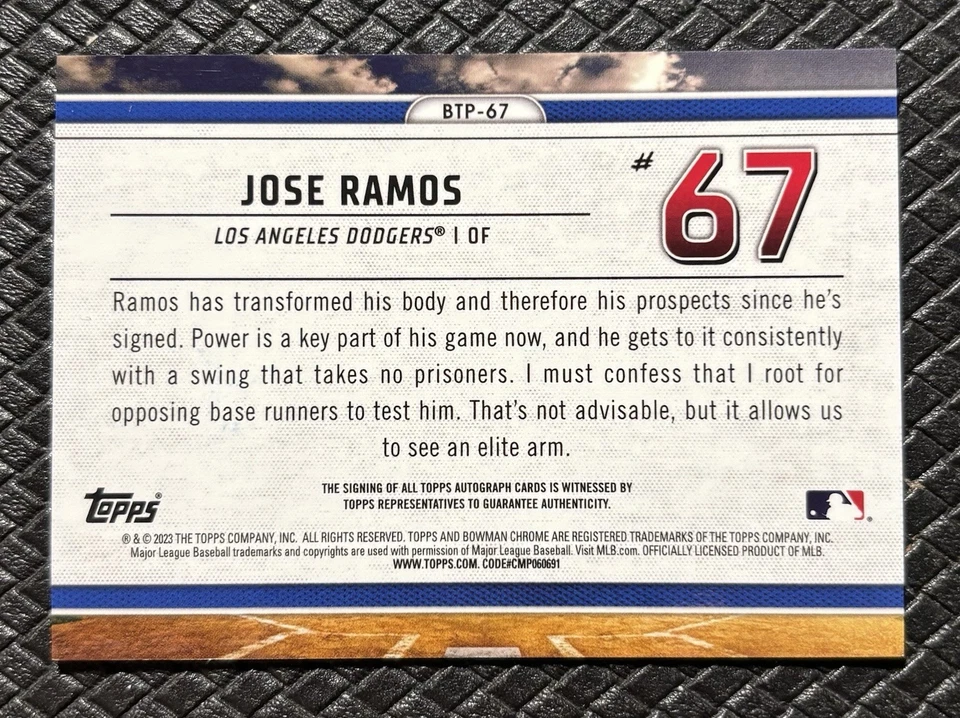 BTP-67
# 67
JOSE RAMOS
LOS ANGELES DODGERS® | OF
Ramos has transformed his body and therefore his prospects since he's
signed. Power is a key part of his game now, and he gets to it consistently
with a swing that takes no prisoners. I must confess that I root for
opposing base runners to test him. That's not advisable, but it allows us
to see an elite arm.
THE SIGNING OF ALL TOPPS AUTOGRAPH CARDS IS WITNESSED BY
TOPPS REPRESENTATIVES TO GUARANTEE AUTHENTICITY.
topps®
®
® & © 2023 THE TOPPS COMPANY, INC. ALL RIGHTS RESERVED. TOPPS AND BOWMAN CHROME ARE REGISTERED TRADEMARKS OF THE TOPPS COMPANY, INC.
Major League Baseball trademarks and copyrights are used with permission of Major League Baseball. Visit MLB.com. OFFICIALLY LICENSED PRODUCT OF MLB.
WWW.TOPPS.COM. CODE#CMP060691